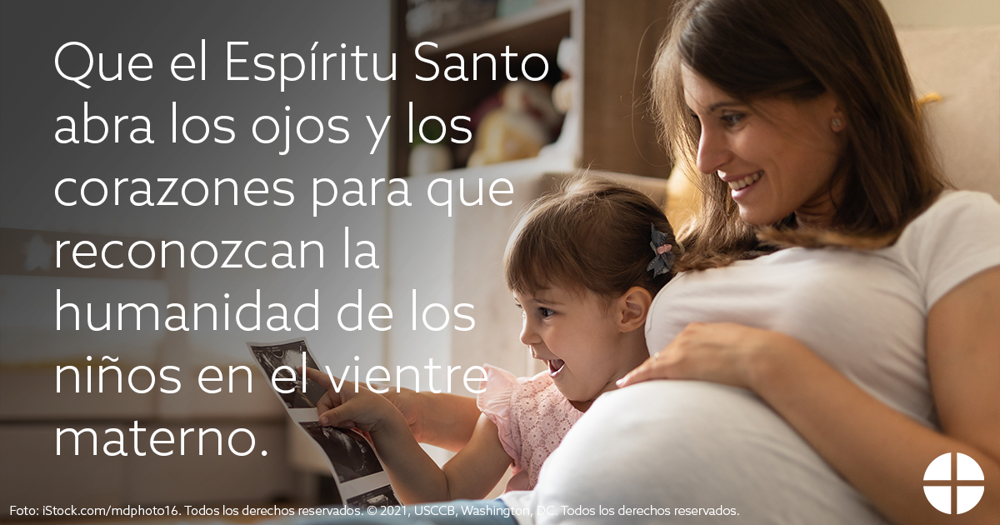 Que el Espíritu Santo
abra los ojos y los
corazones para que
reconozcan la
humanidad de los
niños en el vientre
materno.
Foto: iStock.com/mdphoto16. Todos los derechos reservados. © 2021, USCCB, Washington, DC. Todos los derechos reservados.